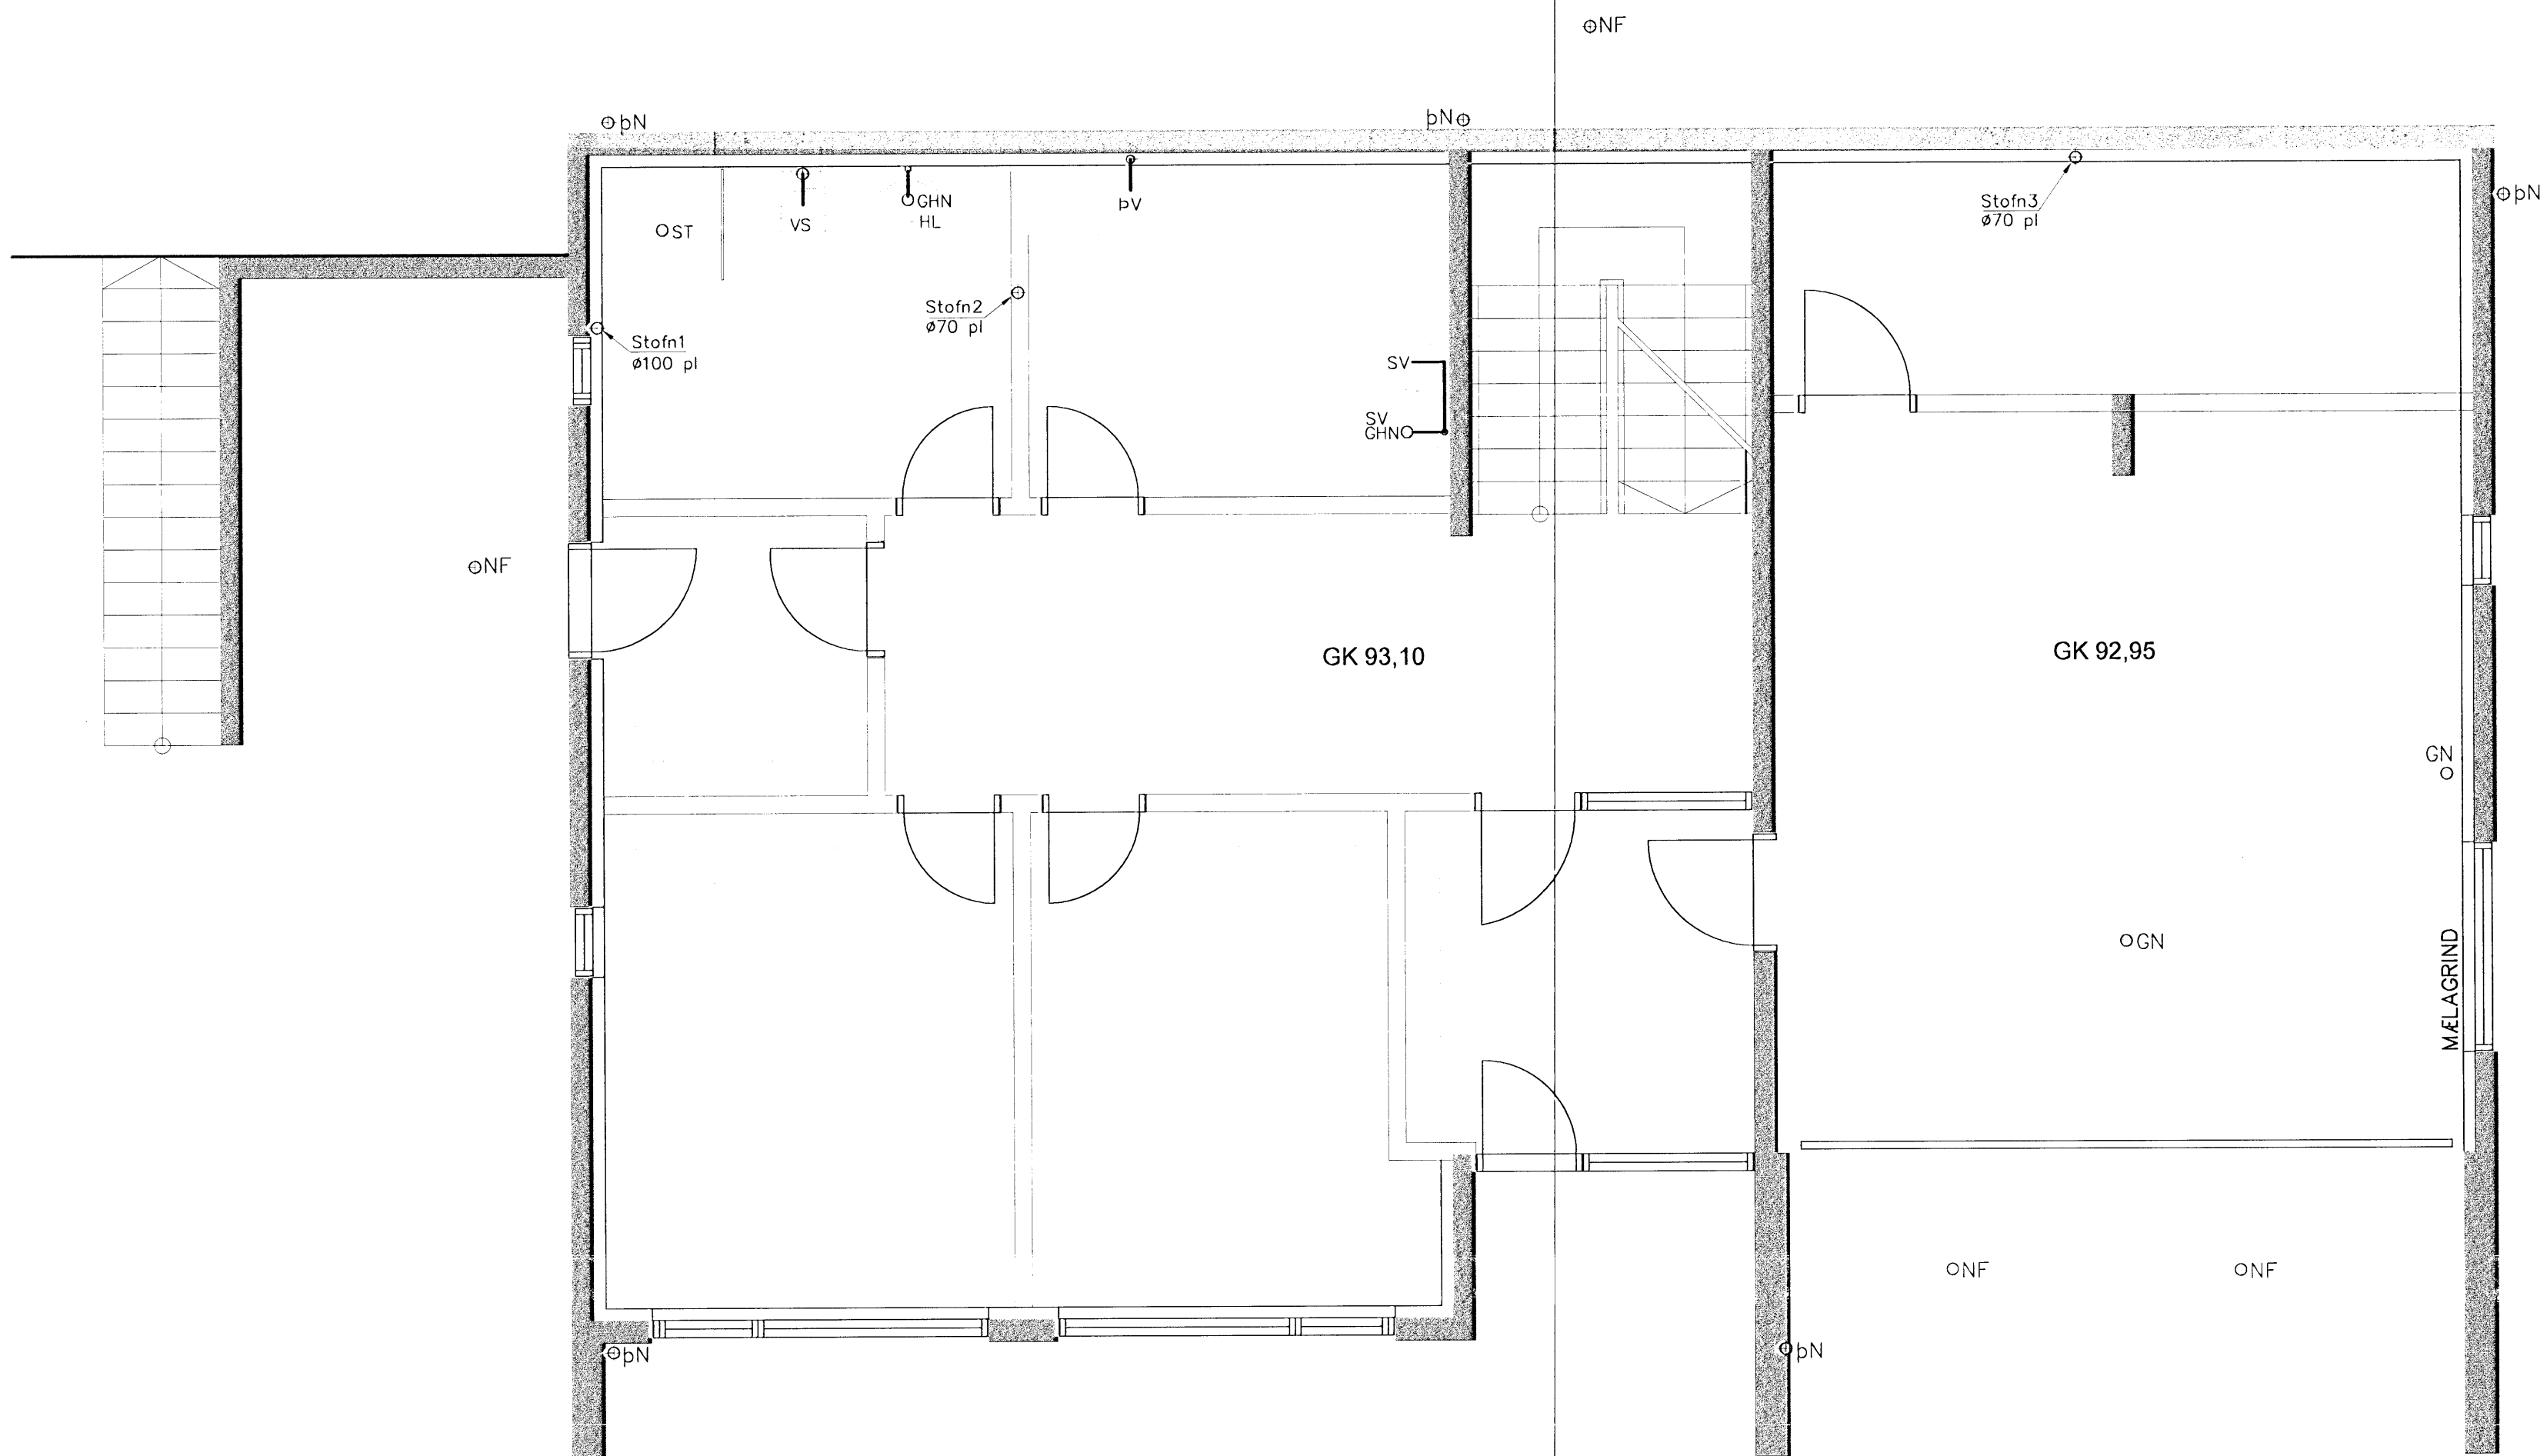 NF
þN
þN
þN
GHN
HL
VS
ÞV
ST
Stofn3
ø70 pl
Stofn2
ø70 pl
Stofn1
ø100 pl
SV
SV
GHN
NF
GK 93,10
GK 92,95
GN
GN
MÆLAGRIND
NF
NF
þN
þN